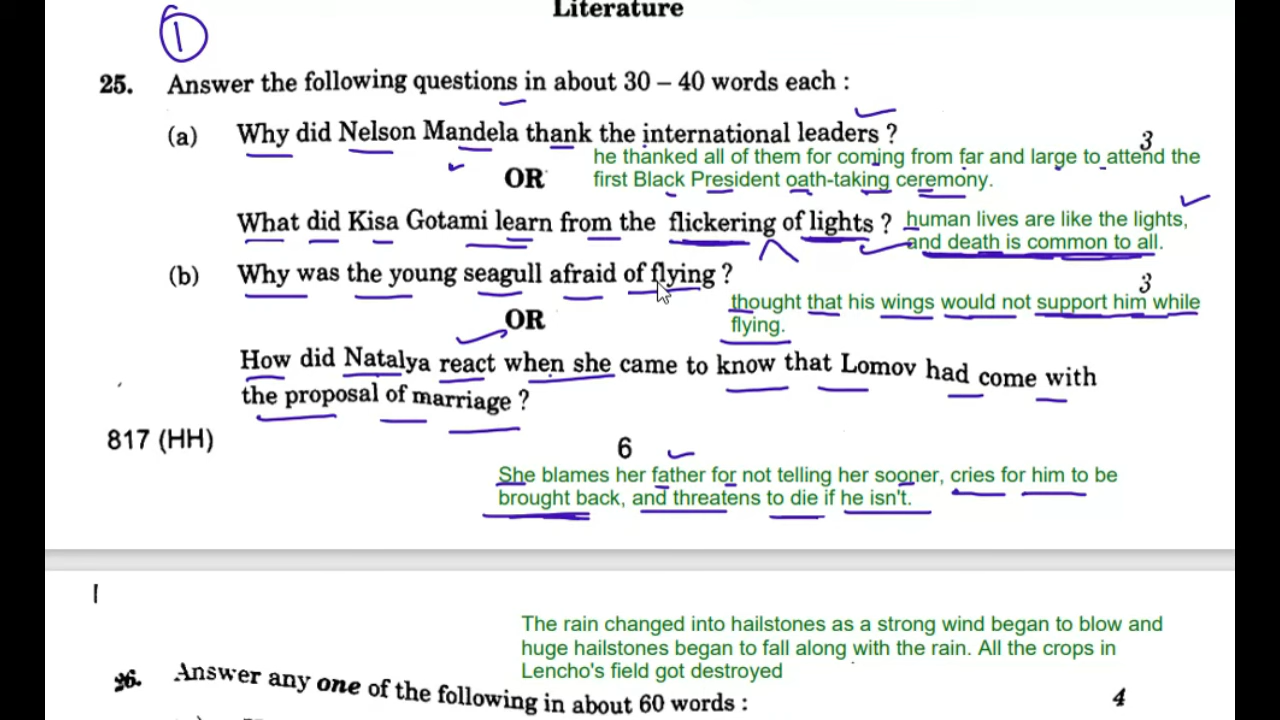 Literature
1
25. Answer the following questions in about 30 – 40 words each :
(a) Why did Nelson Mandela thank the international leaders ? 3
he thanked all of them for coming from far and large to attend the
OR first Black President oath-taking ceremony.
What did Kisa Gotami learn from the flickering of lights ? human lives are like the lights,
and death is common to all.
(b) Why was the young seagull afraid of flying ? 3
thought that his wings would not support him while
OR flying.
How did Natalya react when she came to know that Lomov had come with
the proposal of marriage ?
817 (HH) 6
She blames her father for not telling her sooner, cries for him to be
brought back, and threatens to die if he isn't.
The rain changed into hailstones as a strong wind began to blow and
huge hailstones began to fall along with the rain. All the crops in
Lencho's field got destroyed
26. Answer any one of the following in about 60 words : 4